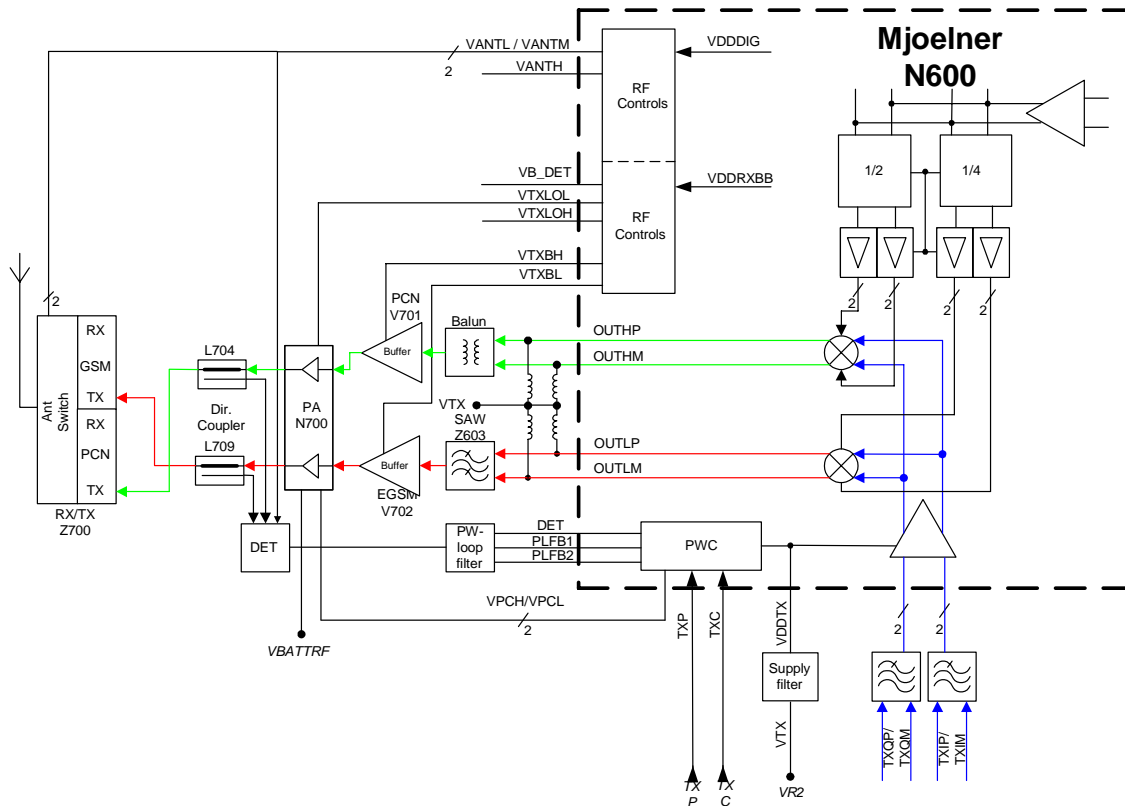 Mjoelner
N600
VANTL / VANTM
2
VANTH
VDDDIG
RF
Controls
VB_DET
VTXLOL
VTXLOH
VDDRXBB
RF
Controls
VTXBH
VTXBL
1/2
1/4
2
2
2
2
2
PCN
V701
Buffer
Balun
OUTHP
OUTHM
RX
GSM
TX
RX
PCN
TX
Ant
Switch
RX/TX
Z700
L704
Dir.
Coupler
L709
PA
N700
VTX
SAW
Z603
OUTLP
OUTLM
Buffer
EGSM
V702
DET
PW-
loop
filter
DET
PLFB1
PLFB2
PWC
VPCH/VPCL
2
VBATTRF
TXP
TXC
VDDTX
Supply
filter
VTX
VR2
TX
P
TX
C
2
2
TXQP/
TXQM
TXIP/
TXIM